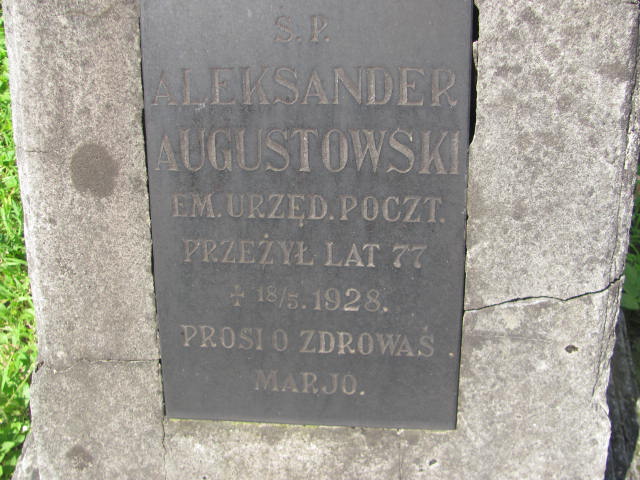 Ś. P.
ALEKSANDER
AUGUSTOWSKI
EM. URZĘD. POCZT.
PRZEŻYŁ LAT 77
✝ 18/5. 1928.
PROSI O ZDROWAŚ
MARJO.